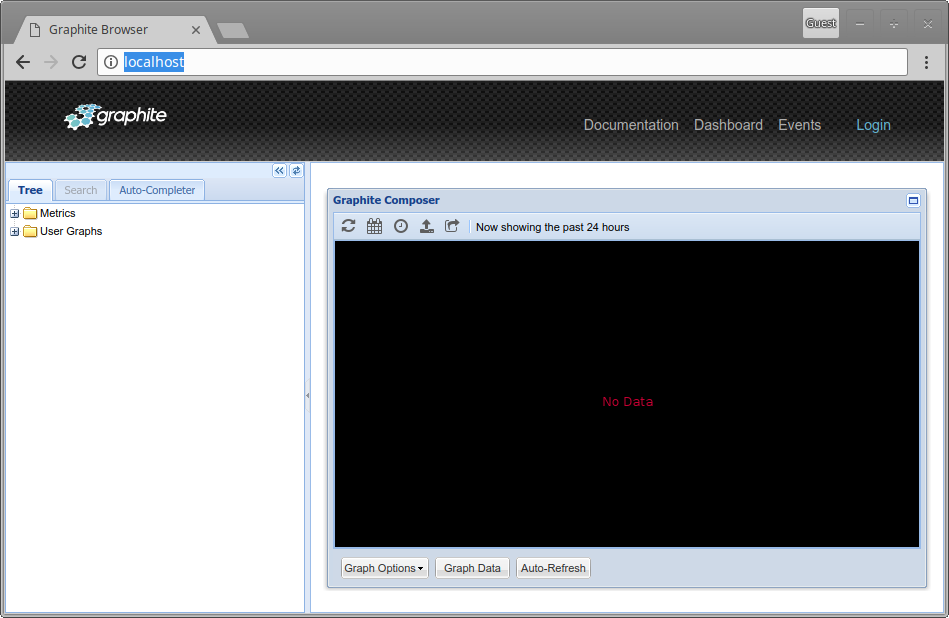 Graphite Browser
Guest
localhost
graphite
Documentation Dashboard Events Login
Tree Search Auto-Completer
Metrics
User Graphs
Graphite Composer
Now showing the past 24 hours
No Data
Graph Options Graph Data Auto-Refresh